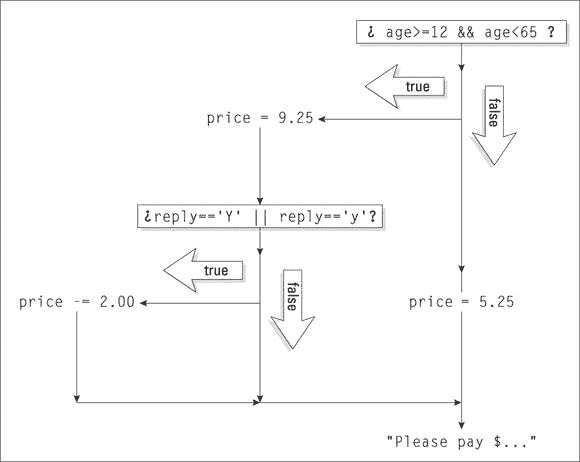 ¿ age>=12 && age<65 ?
true
false
price = 9.25
¿reply=='Y' || reply=='y'?
true
false
price -= 2.00
price = 5.25
"Please pay $..."